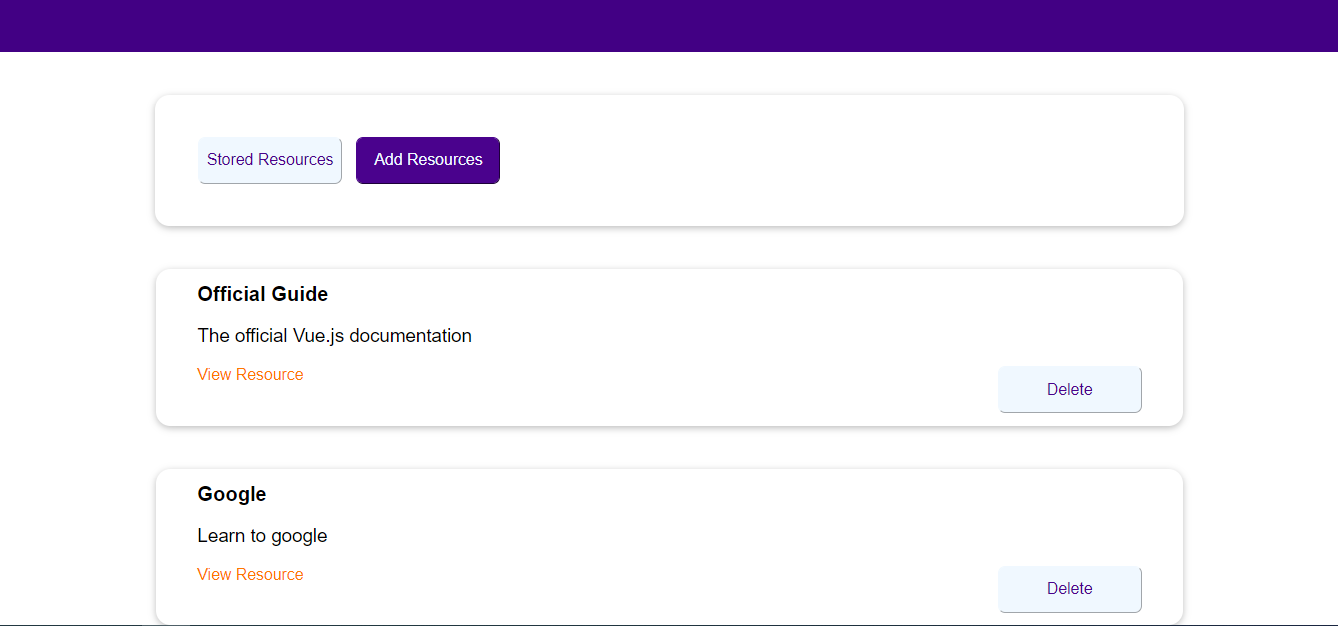 Stored Resources Add Resources
Official Guide
The official Vue.js documentation
View Resource
Delete
Google
Learn to google
View Resource
Delete